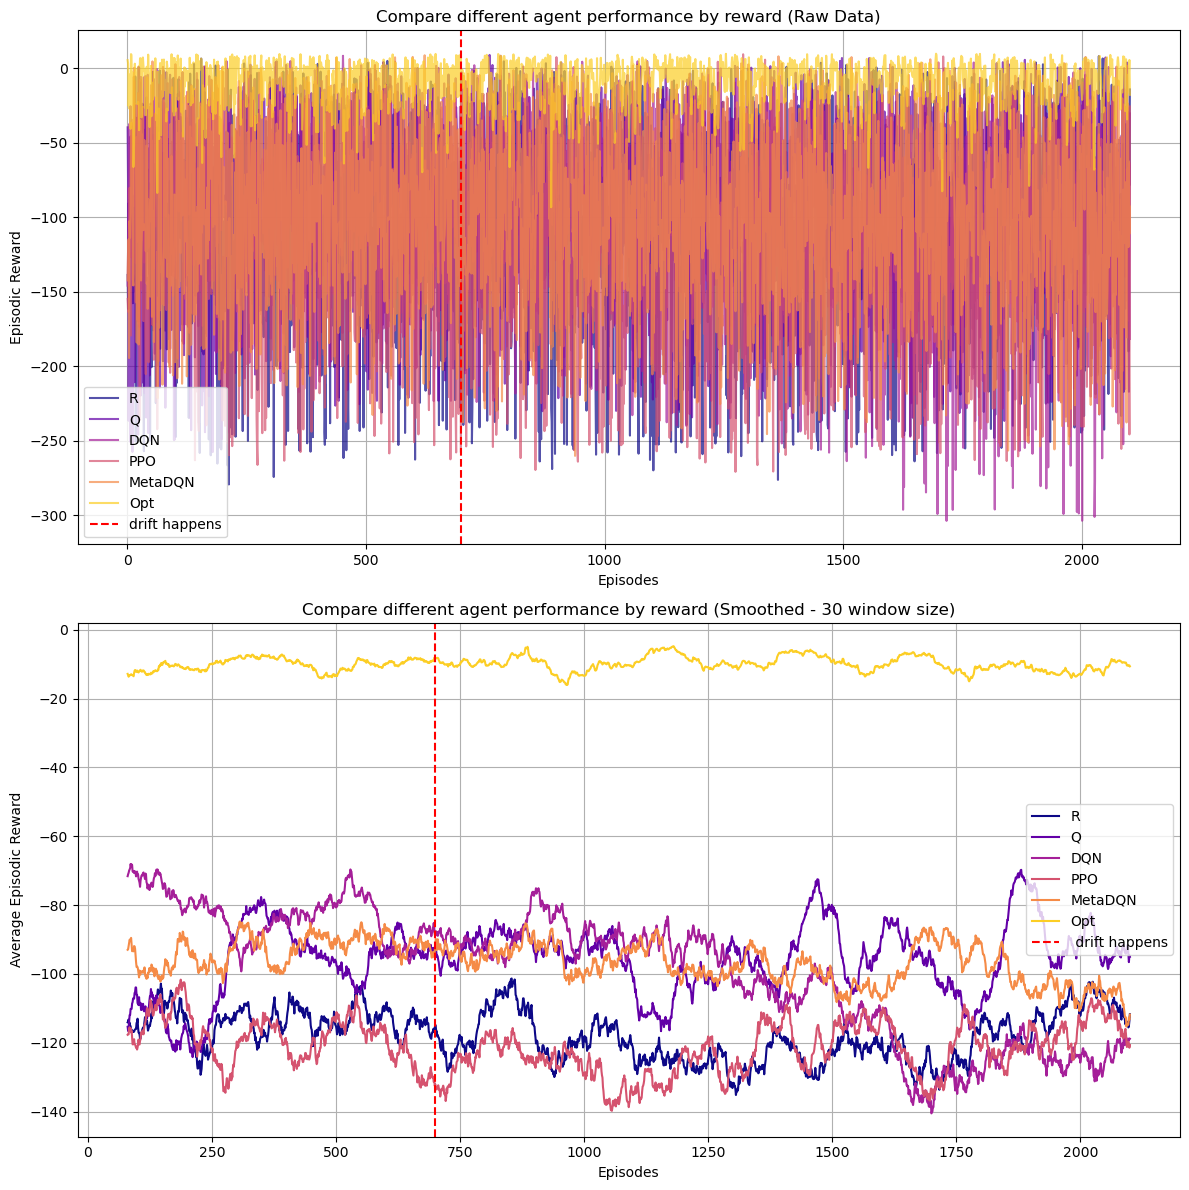 Compare different agent performance by reward (Raw Data)
Episodic Reward
0
−50
−100
−150
−200
−250
−300
R
Q
DQN
PPO
MetaDQN
Opt
drift happens
0
500
1000
1500
2000
Episodes
Compare different agent performance by reward (Smoothed - 30 window size)
Average Episodic Reward
0
−20
−40
−60
−80
−100
−120
−140
R
Q
DQN
PPO
MetaDQN
Opt
drift happens
0
250
500
750
1000
1250
1500
1750
2000
Episodes